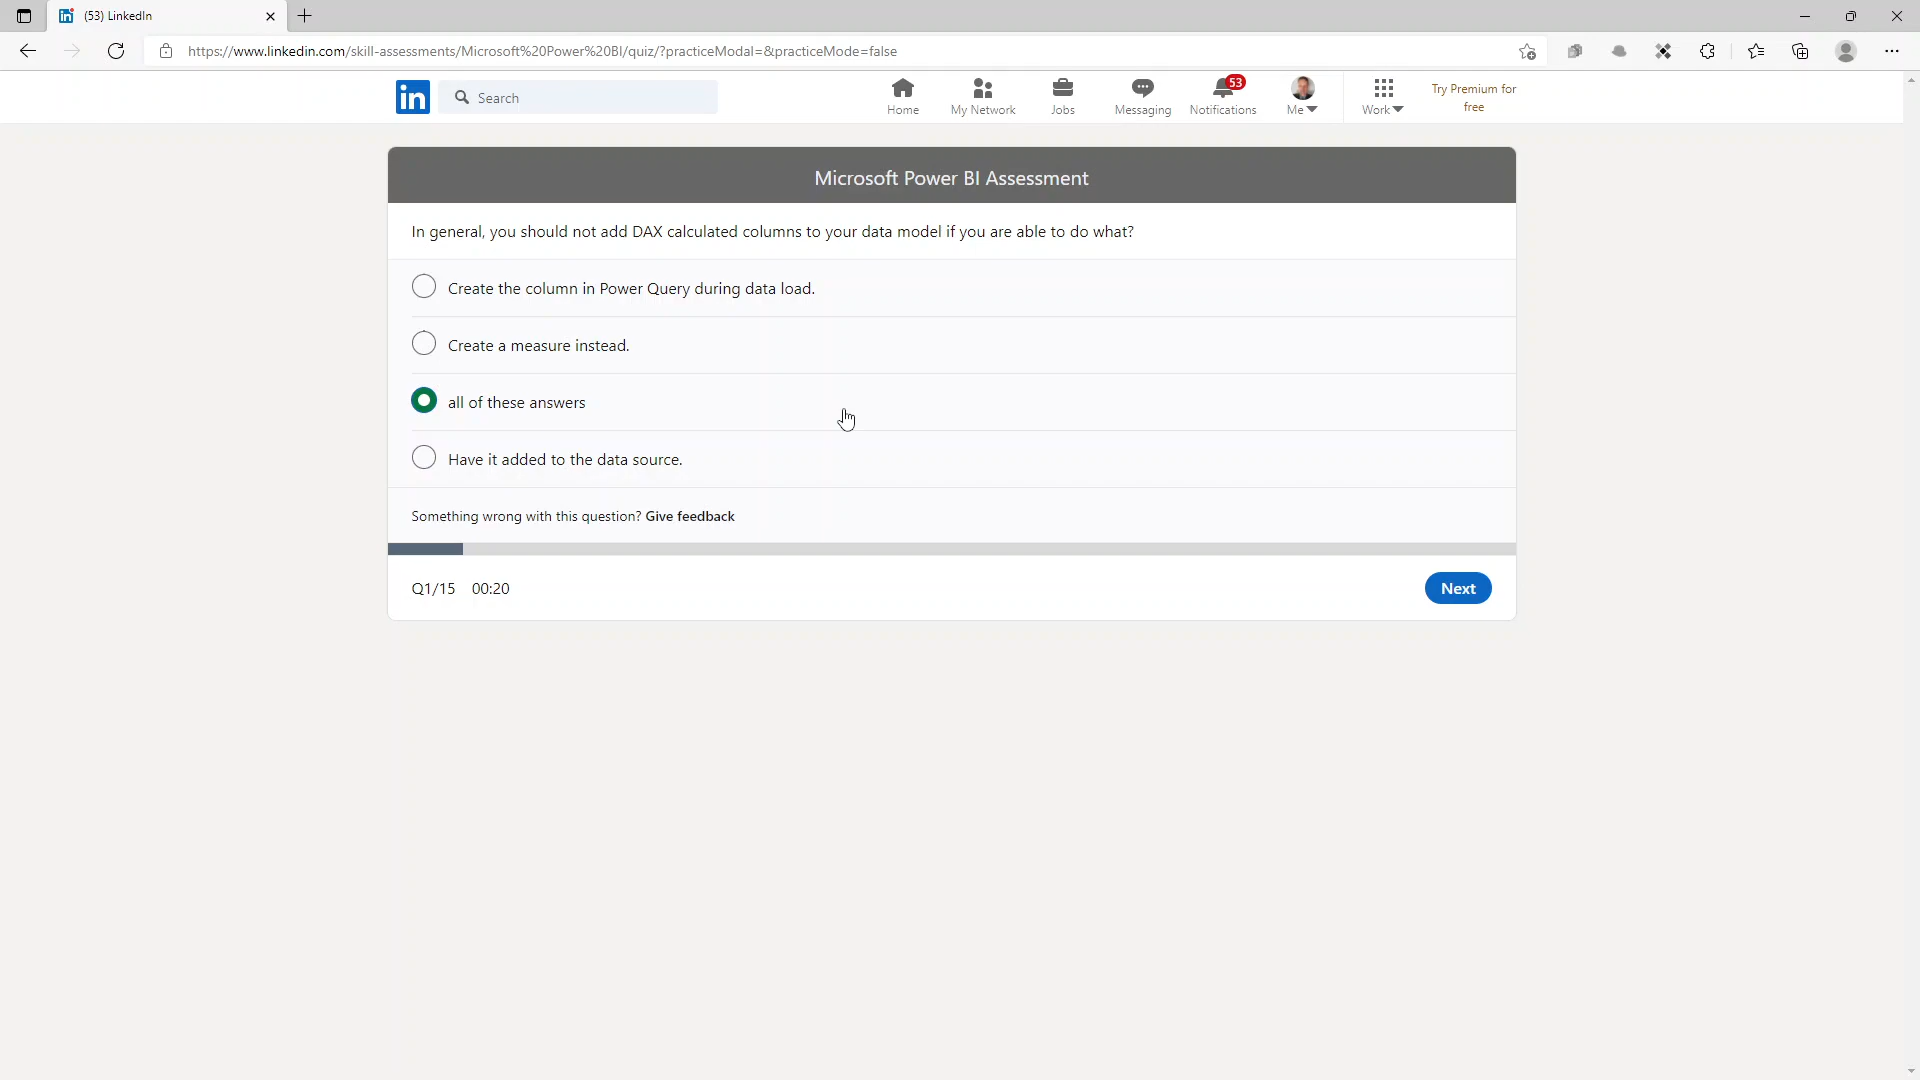 (53) LinkedIn
https://www.linkedin.com/skill-assessments/Microsoft%20Power%20BI/quiz/?practiceModal=&practiceMode=false
in
Search
Home
My Network
Jobs
Messaging
53
Notifications
Me
Work
Try Premium for
free
Microsoft Power BI Assessment
In general, you should not add DAX calculated columns to your data model if you are able to do what?
Create the column in Power Query during data load.
Create a measure instead.
all of these answers
Have it added to the data source.
Something wrong with this question? Give feedback
Q1/15 00:20
Next